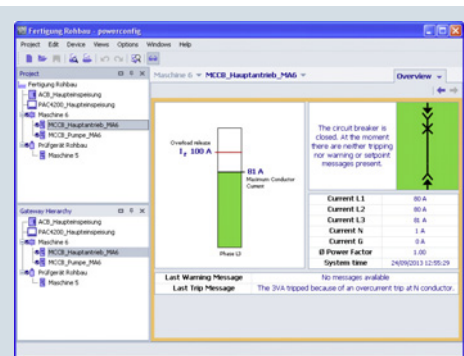 Fertigung Rohbau - powerconfig
Project Edit Device Views Options Windows Help
Project
Fertigung Rohbau
ACB_Haupteinspeisung
PAC4200_Haupteinspeisung
Maschine 6
MCCB_Hauptantrieb_MA6
MCCB_Pumpe_MA6
Prüfgerät Rohbau
Maschine 5
Gateway Hierarchy
ACB_Haupteinspeisung
PAC4200_Haupteinspeisung
Maschine 6
MCCB_Hauptantrieb_MA6
MCCB_Pumpe_MA6
Prüfgerät Rohbau
Maschine 5
Maschine 6 MCCB_Hauptantrieb_MA6
Overview
Overload release
Ir 100 A
81 A
Maximum Conductor
Current
Phase L3
The circuit breaker is
closed. At the moment
there are neither tripping
nor warning or setpoint
messages present.
Current L1 80 A
Current L2 80 A
Current L3 81 A
Current N 1 A
Current G 0 A
Ø Power Factor 1.00
System time 24/09/2013 12:55:29
Last Warning Message No messages available
Last Trip Message The 3VA tripped because of an overcurrent trip at N conductor.